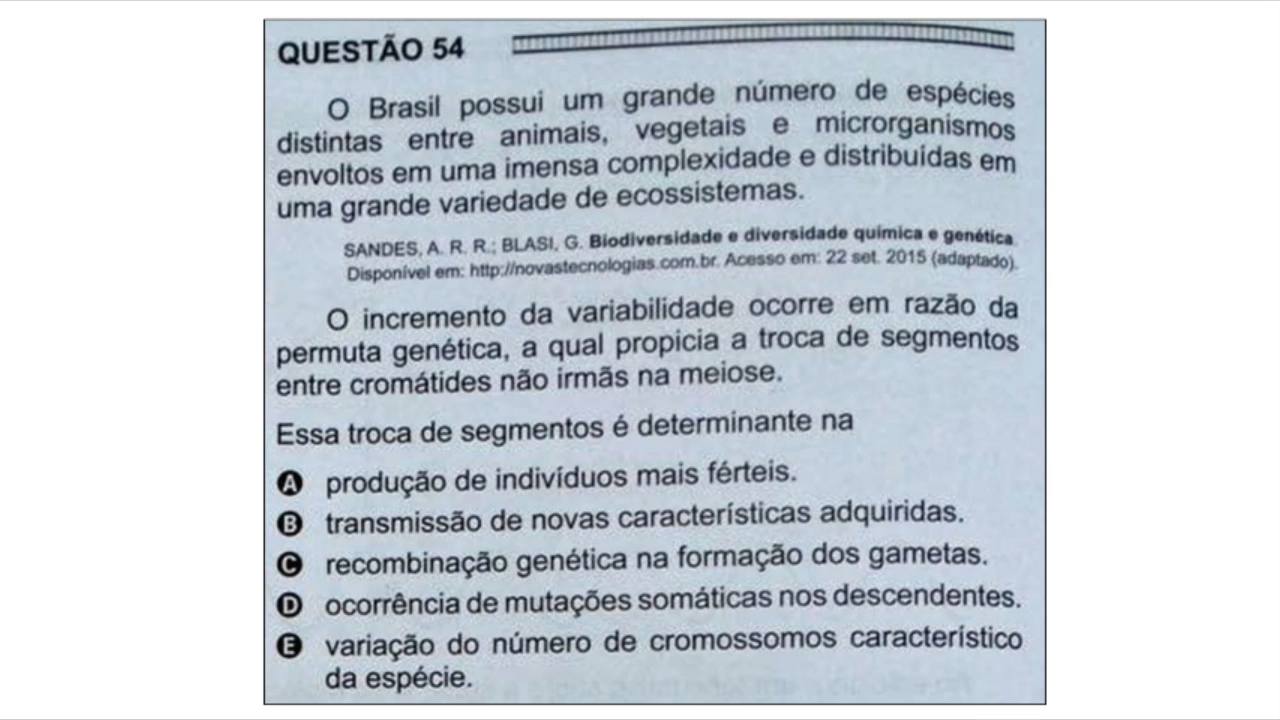 QUESTÃO 54
O Brasil possui um grande número de espécies
distintas entre animais, vegetais e microrganismos
envoltos em uma imensa complexidade e distribuídas em
uma grande variedade de ecossistemas.
SANDES, A. R. R.; BLASI, G. Biodiversidade e diversidade química e genética.
Disponível em: http://novastecnologias.com.br. Acesso em: 22 set. 2015 (adaptado).
O incremento da variabilidade ocorre em razão da
permuta genética, a qual propicia a troca de segmentos
entre cromátides não irmãs na meiose.
Essa troca de segmentos é determinante na
A produção de indivíduos mais férteis.
B transmissão de novas características adquiridas.
C recombinação genética na formação dos gametas.
D ocorrência de mutações somáticas nos descendentes.
E variação do número de cromossomos característico
da espécie.